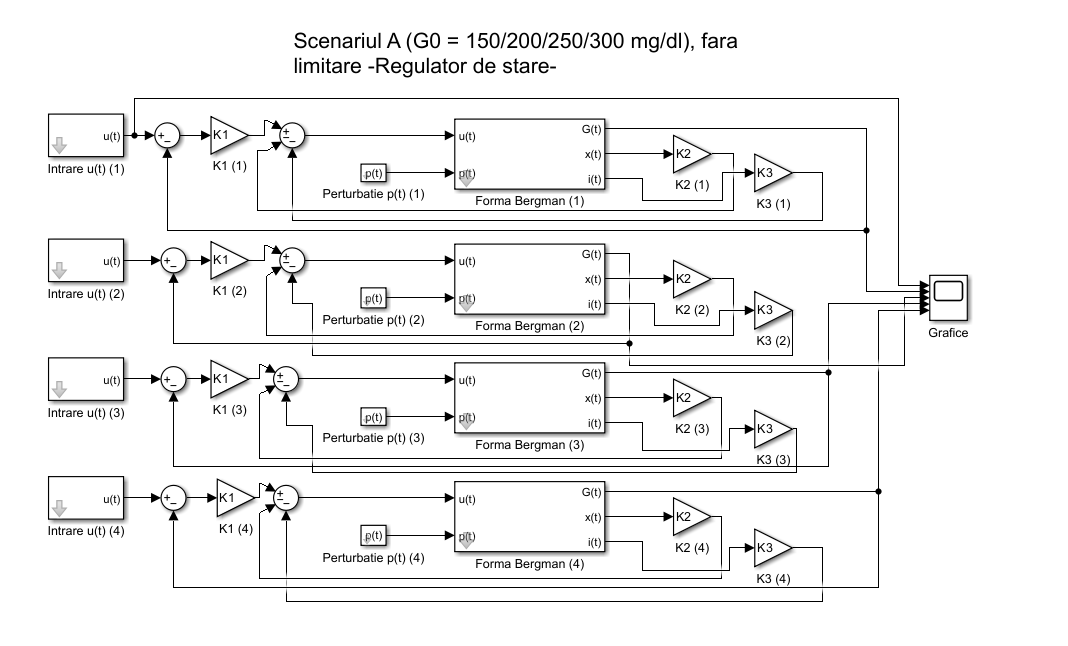 Scenariul A (G0 = 150/200/250/300 mg/dl), fara
limitare -Regulator de stare-
u(t)
Intrare u(t) (1)
K1
K1 (1)
p(t)
Perturbatie p(t) (1)
u(t)
p(t)
G(t)
x(t)
i(t)
Forma Bergman (1)
K2
K2 (1)
K3
K3 (1)
u(t)
Intrare u(t) (2)
K1
K1 (2)
p(t)
Perturbatie p(t) (2)
u(t)
p(t)
G(t)
x(t)
i(t)
Forma Bergman (2)
K2
K2 (2)
K3
K3 (2)
Grafice
u(t)
Intrare u(t) (3)
K1
K1 (3)
p(t)
Perturbatie p(t) (3)
u(t)
p(t)
G(t)
x(t)
i(t)
Forma Bergman (3)
K2
K2 (3)
K3
K3 (3)
u(t)
Intrare u(t) (4)
K1
K1 (4)
p(t)
Perturbatie p(t) (4)
u(t)
p(t)
G(t)
x(t)
i(t)
Forma Bergman (4)
K2
K2 (4)
K3
K3 (4)